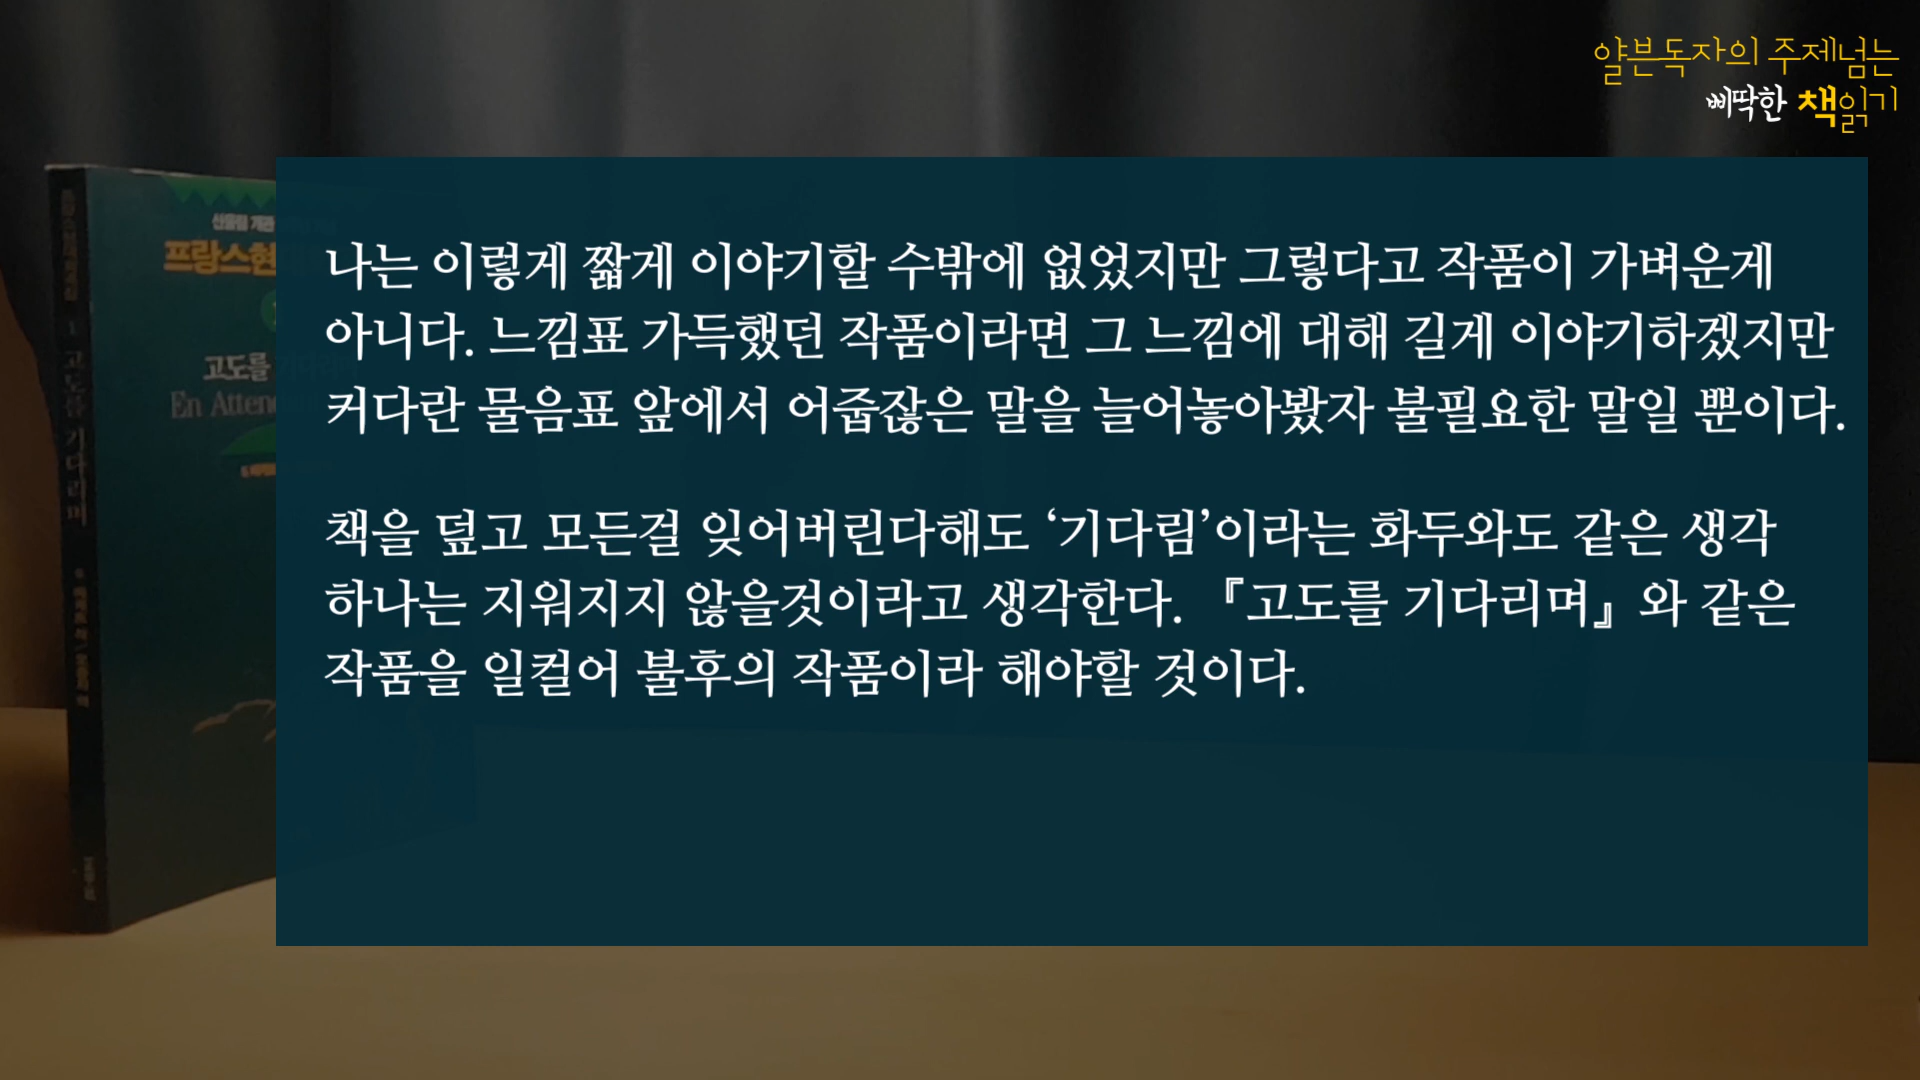 얄븐독자의 주제넘는
삐딱한 책읽기
나는 이렇게 짧게 이야기할 수밖에 없었지만 그렇다고 작품이 가벼운게
아니다. 느낌표 가득했던 작품이라면 그 느낌에 대해 길게 이야기하겠지만
커다란 물음표 앞에서 어줍잖은 말을 늘어놓아봤자 불필요한 말일 뿐이다.
책을 덮고 모든걸 잊어버린다해도 ‘기다림’이라는 화두와도 같은 생각
하나는 지워지지 않을것이라고 생각한다. 『고도를 기다리며』와 같은
작품을 일컬어 불후의 작품이라 해야할 것이다.
프랑스현
고도를
En Atten
고도를 기다리며